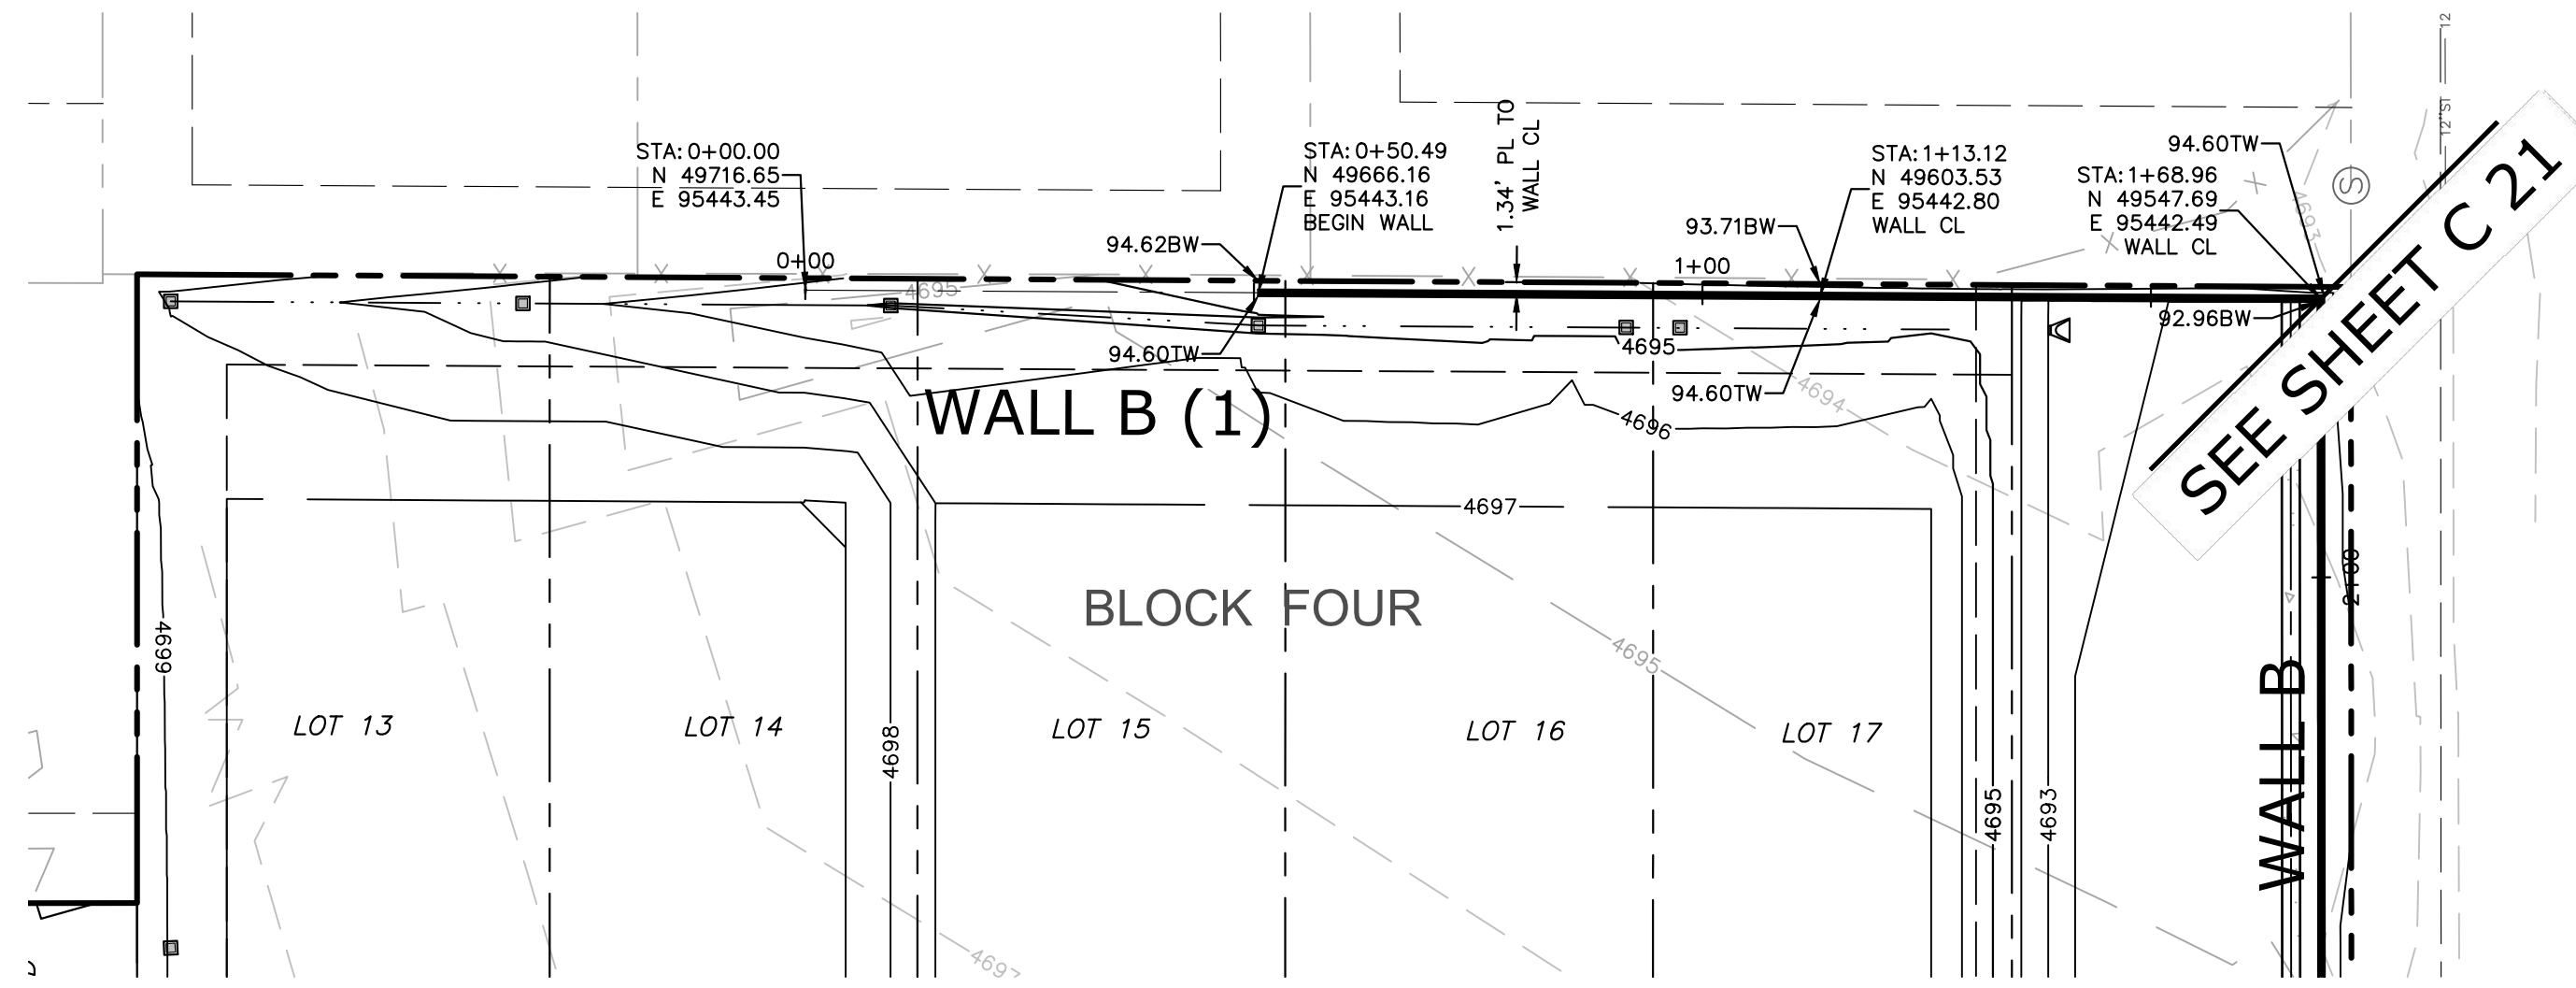 12
12"ST
STA: 0+00.00
N 49716.65
E 95443.45
STA: 0+50.49
N 49666.16
E 95443.16
BEGIN WALL
1.34' PL TO
WALL CL
STA: 1+13.12
N 49603.53
E 95442.80
WALL CL
94.60TW
STA: 1+68.96
N 49547.69
E 95442.49
WALL CL
S
4693
SEE SHEET C 21
94.62BW
93.71BW
0+00
1+00
4695
92.96BW
94.60TW
4695
94.60TW
4694
WALL B (1)
4696
4697
2+00
BLOCK FOUR
4699
4695
LOT 13
LOT 14
LOT 15
LOT 16
LOT 17
4698
4695
4693
WALL B
4697